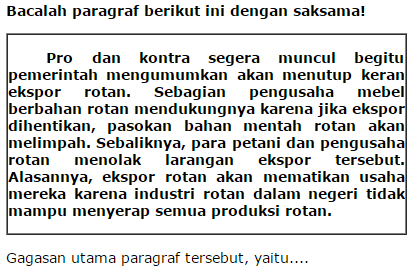 Bacalah paragraf berikut ini dengan saksama!
Pro dan kontra segera muncul begitu
pemerintah mengumumkan akan menutup keran
ekspor rotan. Sebagian pengusaha mebel
berbahan rotan mendukungnya karena jika ekspor
dihentikan, pasokan bahan mentah rotan akan
melimpah. Sebaliknya, para petani dan pengusaha
rotan menolak larangan ekspor tersebut.
Alasannya, ekspor rotan akan mematikan usaha
mereka karena industri rotan dalam negeri tidak
mampu menyerap semua produksi rotan.
Gagasan utama paragraf tersebut, yaitu....